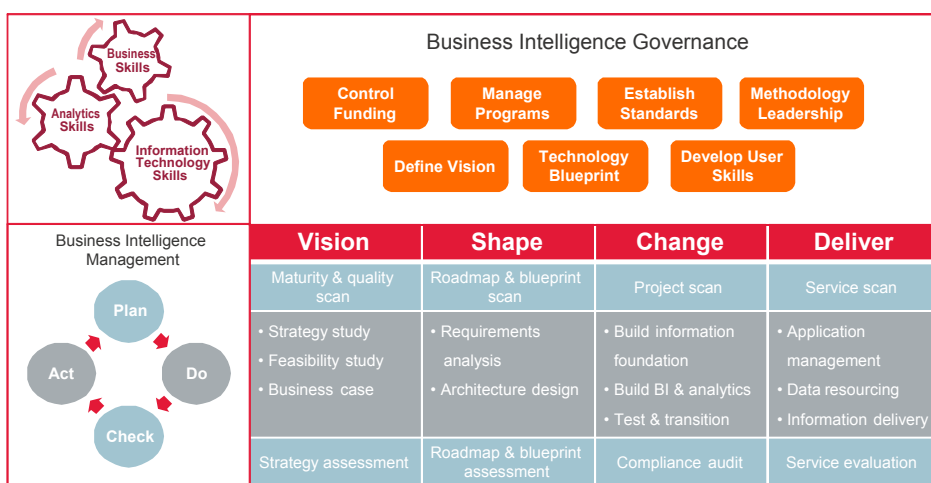 Business
Skills
Analytics
Skills
Information
Technology
Skills
Business Intelligence Governance
Control
Funding
Manage
Programs
Establish
Standards
Methodology
Leadership
Define Vision
Technology
Blueprint
Develop User
Skills
Business Intelligence
Management
Plan
Act
Do
Check
Vision
Shape
Change
Deliver
Maturity & quality
scan
Roadmap & blueprint
scan
Project scan
Service scan
• Strategy study
• Feasibility study
• Business case
• Requirements
analysis
• Architecture design
• Build information
foundation
• Build BI & analytics
• Test & transition
• Application
management
• Data resourcing
• Information delivery
Strategy assessment
Roadmap & blueprint
assessment
Compliance audit
Service evaluation